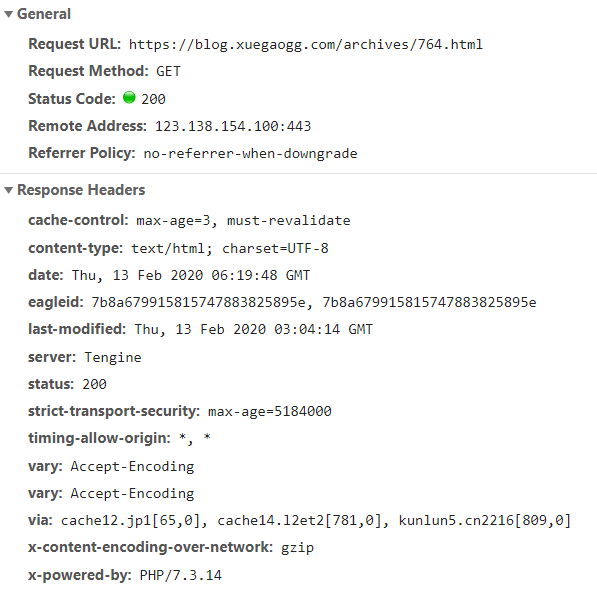 General
Request URL: https://blog.xuegaogg.com/archives/764.html
Request Method: GET
Status Code: 200
Remote Address: 123.138.154.100:443
Referrer Policy: no-referrer-when-downgrade
Response Headers
cache-control: max-age=3, must-revalidate
content-type: text/html; charset=UTF-8
date: Thu, 13 Feb 2020 06:19:48 GMT
eagleid: 7b8a679915815747883825895e, 7b8a679915815747883825895e
last-modified: Thu, 13 Feb 2020 03:04:14 GMT
server: Tengine
status: 200
strict-transport-security: max-age=5184000
timing-allow-origin: *, *
vary: Accept-Encoding
vary: Accept-Encoding
via: cache12.jp1[65,0], cache14.l2et2[781,0], kunlun5.cn2216[809,0]
x-content-encoding-over-network: gzip
x-powered-by: PHP/7.3.14